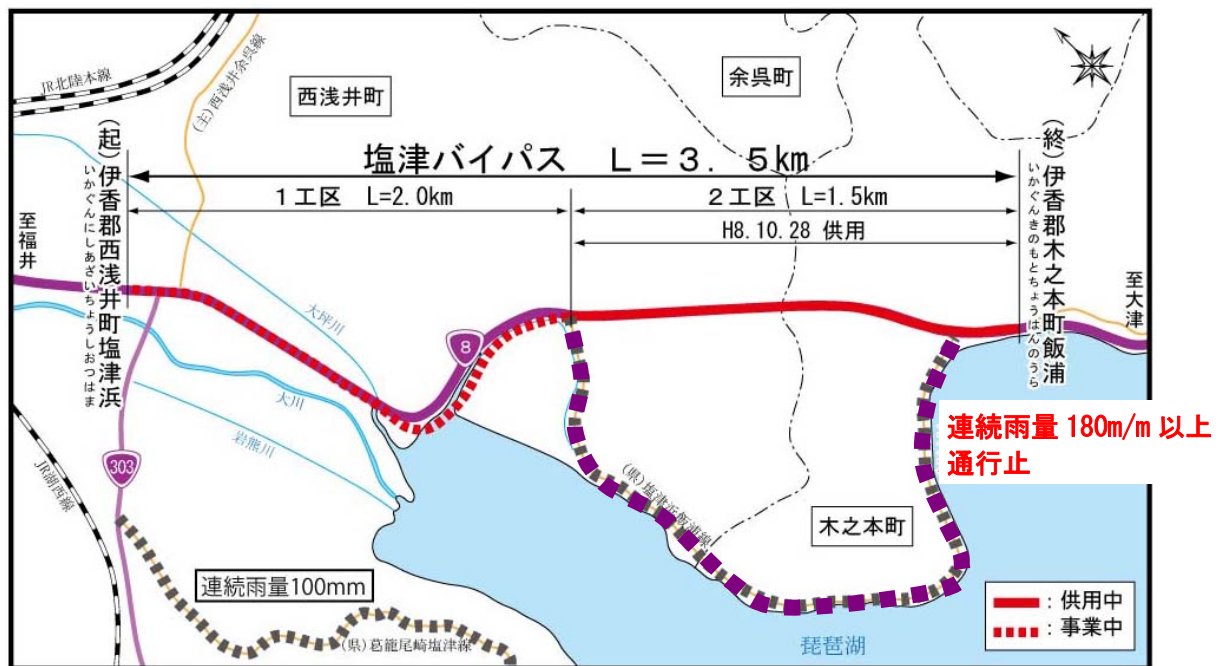 JR北陸本線
(主)西浅井余呉線
西浅井町
余呉町
塩津バイパス L=3. 5km
1工区 L=2.0km
2工区 L=1.5km
H8.10.28 供用
(起)伊香郡西浅井町塩津浜
いかぐんにしあざいちょうしおつはま
(終)伊香郡木之本町飯浦
いかぐんきのもとちょうはんのうら
至福井
至大津
大坪川
大川
岩熊川
8
303
JR湖西線
連続雨量 180m/m 以上
通行止
(県)塩津浜飯浦線
木之本町
連続雨量100mm
(県)葛籠尾崎塩津線
琵琶湖
:供用中
:事業中